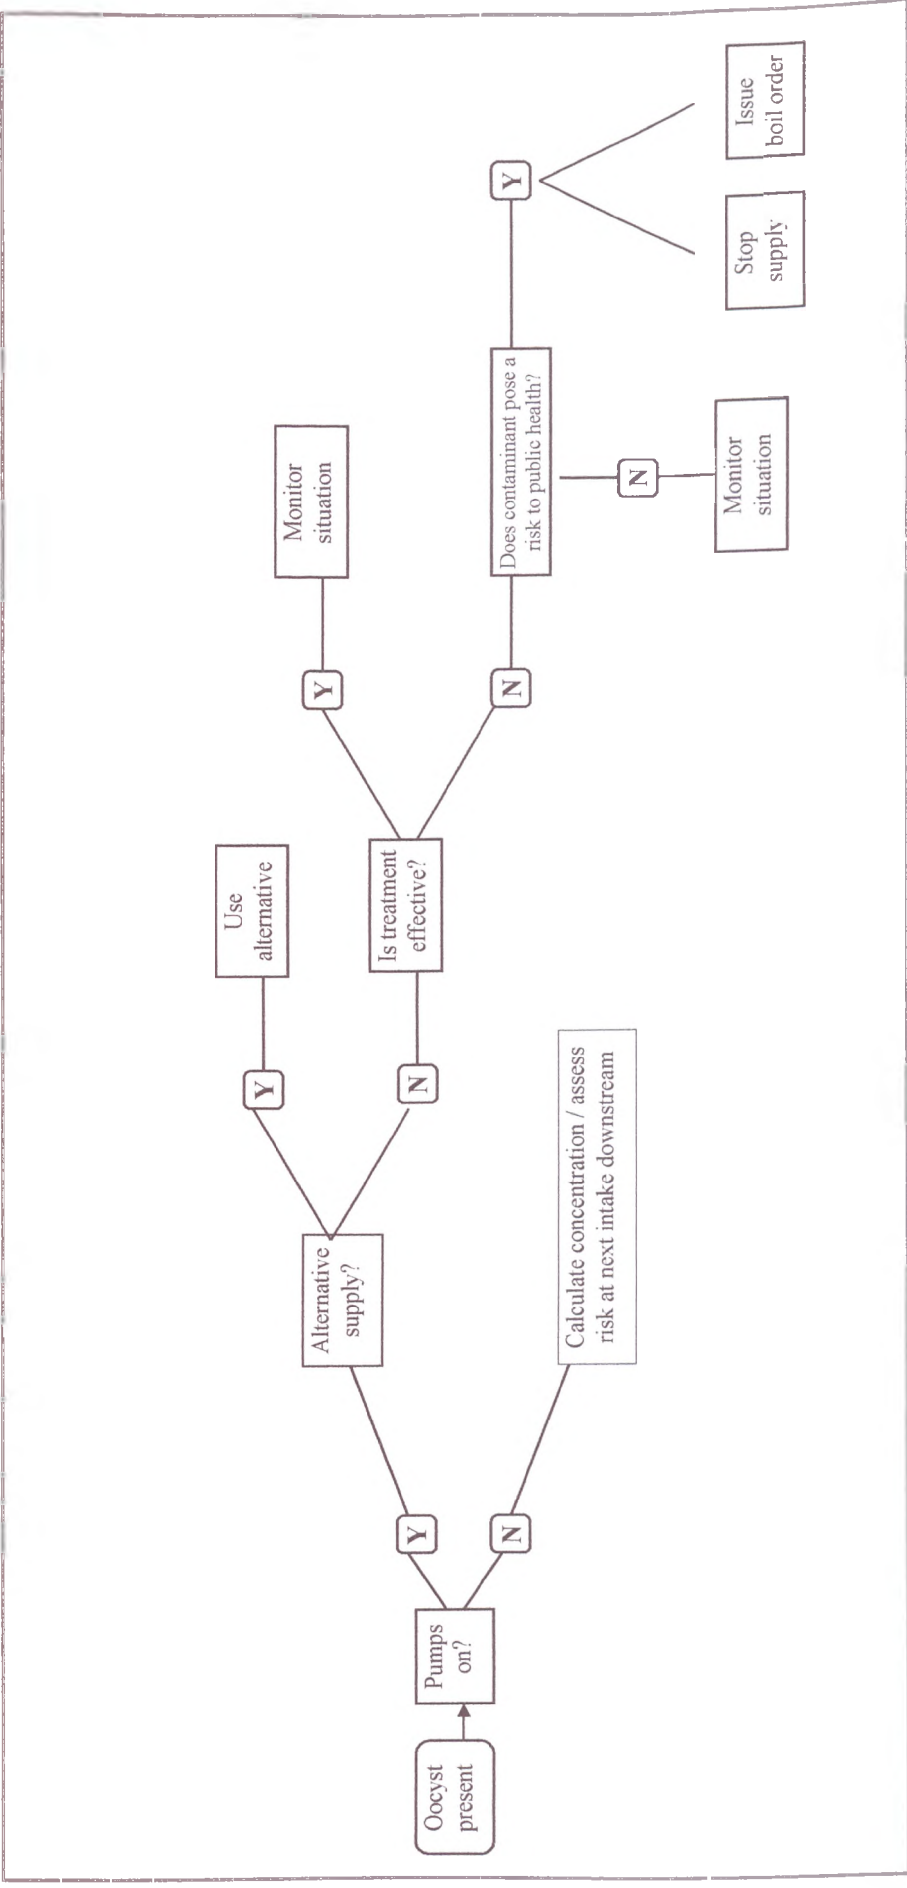 Oocyst
present
Pumps
on?
Y
N
Alternative
supply?
Calculate concentration / assess
risk at next intake downstream
Y
N
Use
alternative
Is treatment
effective?
Y
N
Monitor
situation
Does contaminant pose a
risk to public health?
N
Monitor
situation
Y
Stop
supply
Issue
boil order